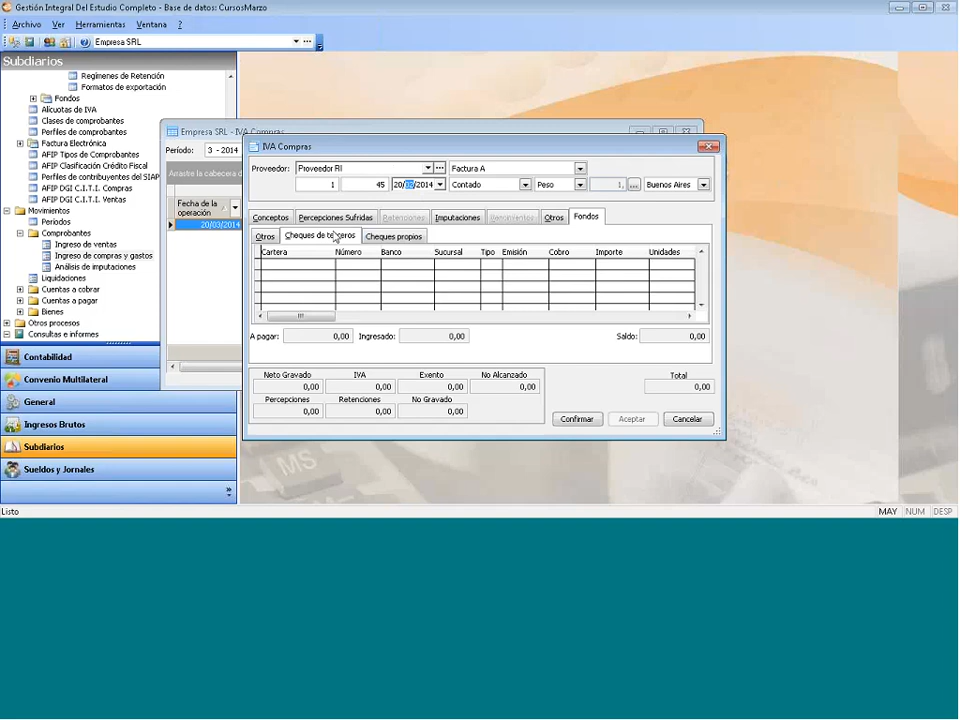 Gestión Integral Del Estudio Completo - Base de datos: CursosMarzo
Archivo Ver Herramientas Ventana ?
Empresa SRL
Subdiarios
Regímenes de Retención
Formatos de exportación
Fondos
Alícuotas de IVA
Clases de comprobantes
Perfiles de comprobantes
Factura Electrónica
AFIP Tipos de Comprobantes
AFIP Clasificación Crédito Fiscal
Perfiles de contribuyentes del SIAP
AFIP DGI C.I.T.I. Compras
AFIP DGI C.I.T.I. Ventas
Movimientos
Períodos
Comprobantes
Ingreso de ventas
Ingreso de compras y gastos
Análisis de imputaciones
Liquidaciones
Cuentas a cobrar
Cuentas a pagar
Bienes
Otros procesos
Consultas e informes
Contabilidad
Convenio Multilateral
General
Ingresos Brutos
Subdiarios
Sueldos y Jornales
Empresa SRL - IVA Compras
Período: 3 - 2014
Arrastre la cabecera d
Fecha de la operación
20/03/2014
IVA Compras
Proveedor: Proveedor RI Factura A
1 45 20/03/2014 Contado Peso 1, ... Buenos Aires
Conceptos Percepciones Sufridas Retenciones Imputaciones Otros Fondos
Otros Cheques de terceros Cheques propios
Cartera Número Banco Sucursal Tipo Emisión Cobro Importe Unidades
A pagar: 0,00 Ingresado: 0,00 Saldo: 0,00
Neto Gravado IVA Exento No Alcanzado Total
0,00 0,00 0,00 0,00 0,00
Percepciones Retenciones No Gravado
0,00 0,00 0,00
Confirmar Aceptar Cancelar
Listo MAY NUM DESP